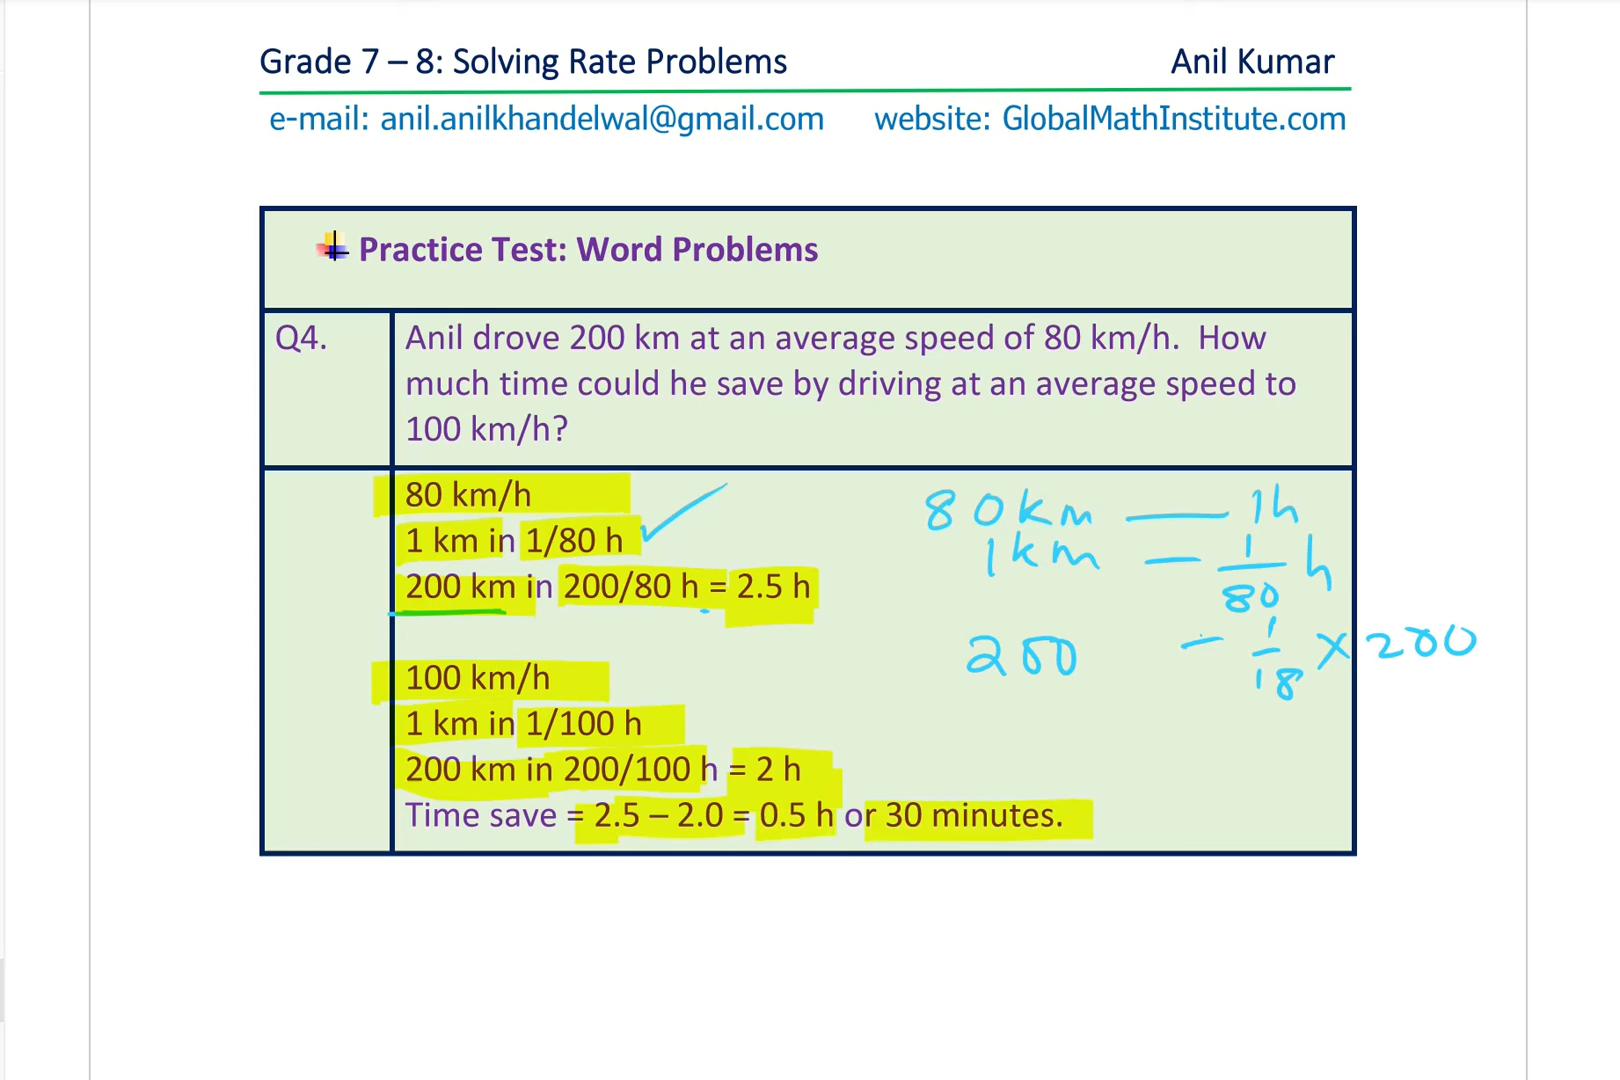 Grade 7 – 8: Solving Rate Problems Anil Kumar
e-mail: anil.anilkhandelwal@gmail.com website: GlobalMathInstitute.com
Practice Test: Word Problems
Q4. Anil drove 200 km at an average speed of 80 km/h. How
much time could he save by driving at an average speed to
100 km/h?
80 km/h
1 km in 1/80 h
200 km in 200/80 h = 2.5 h
100 km/h
1 km in 1/100 h
200 km in 200/100 h = 2 h
Time save = 2.5 – 2.0 = 0.5 h or 30 minutes.
80km — 1h
1km — 1/80 h
200 – 1/18 × 200